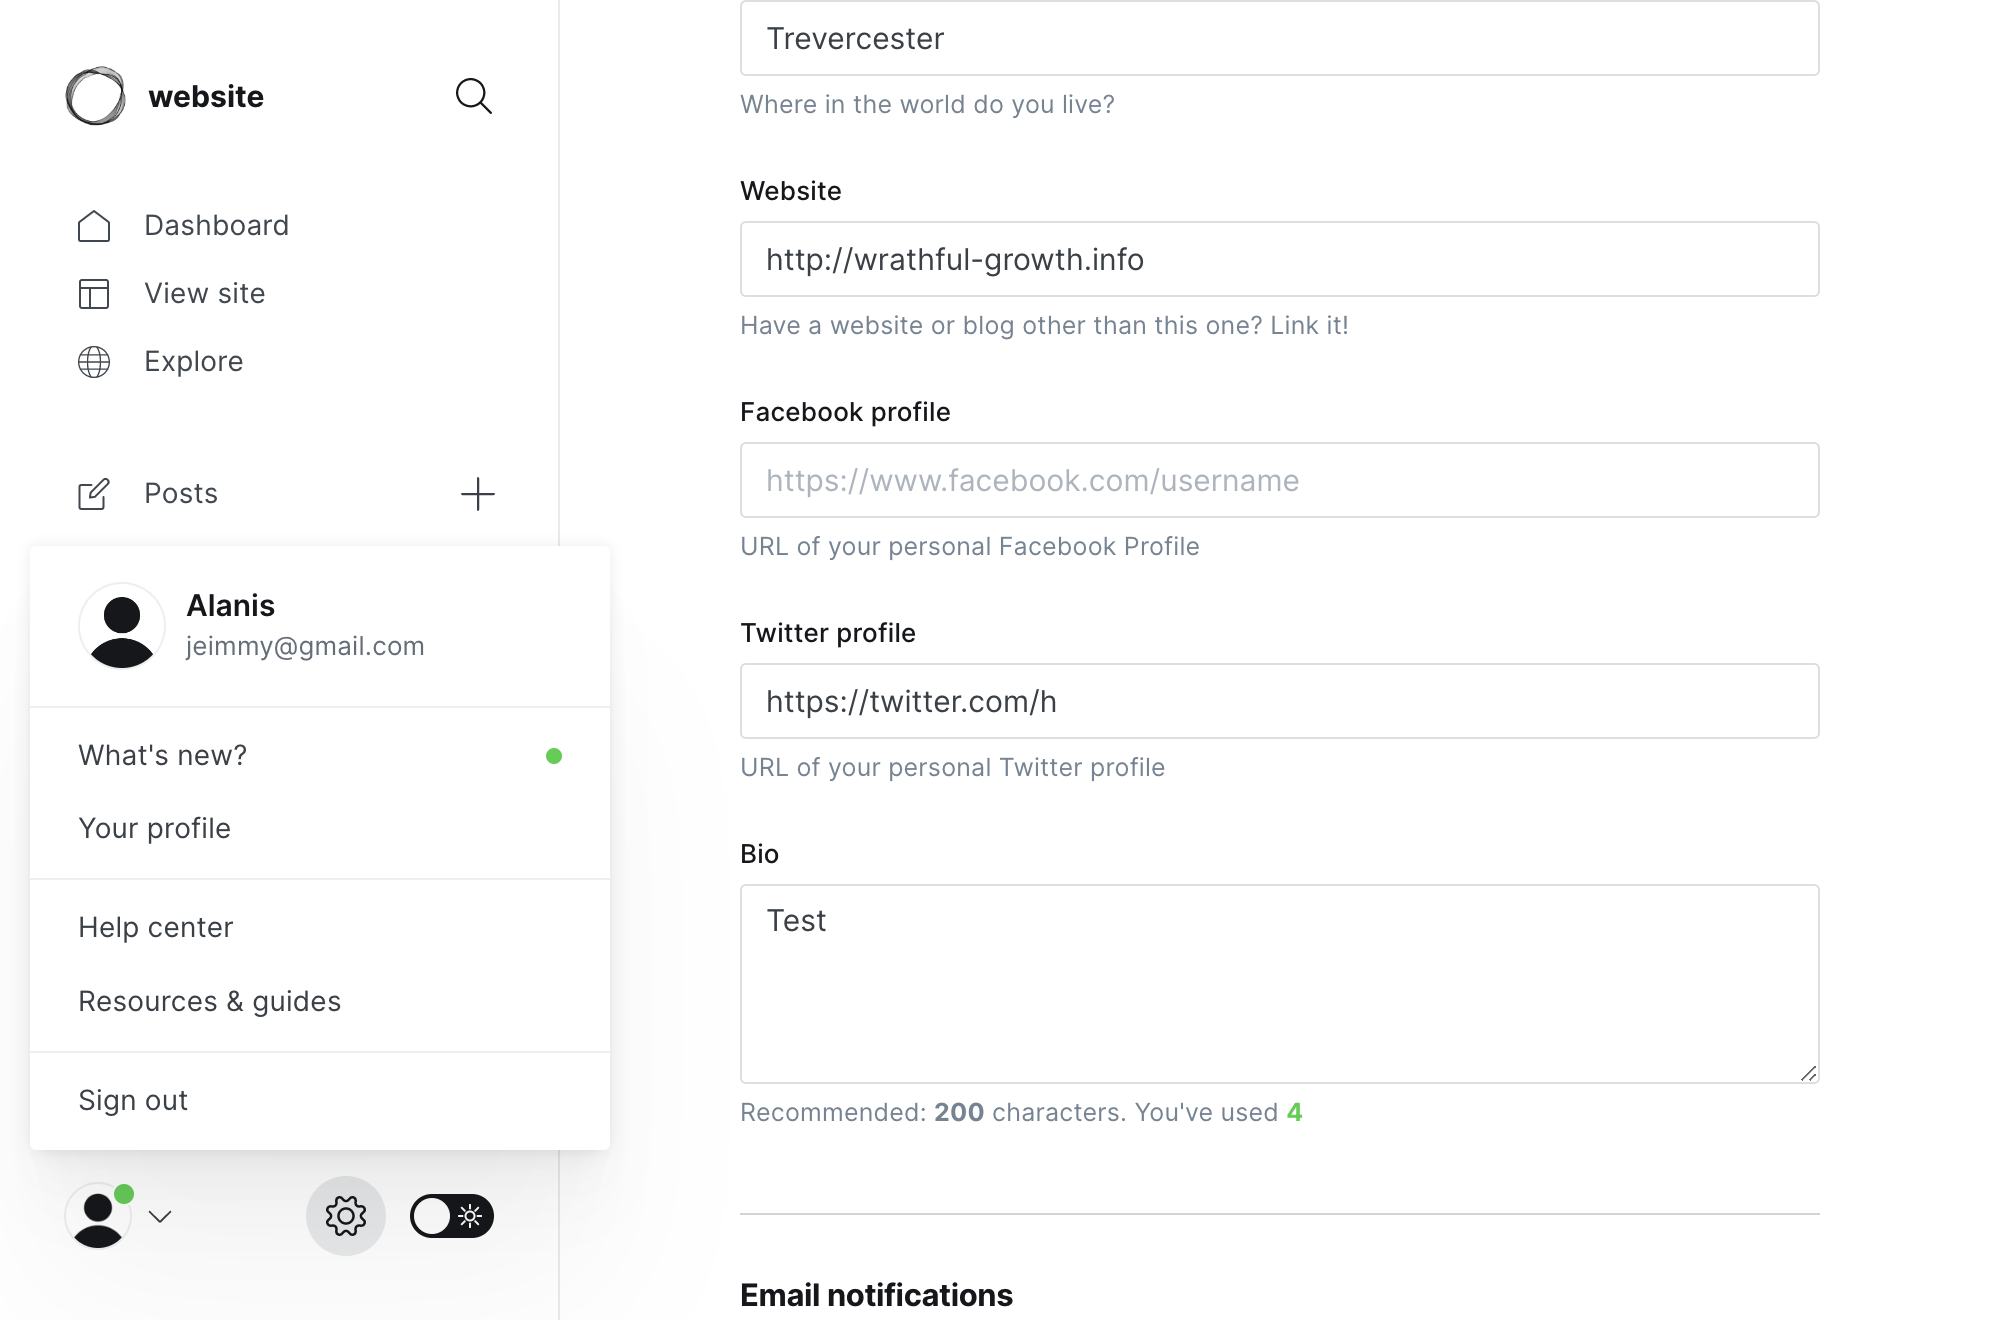 website
Dashboard
View site
Explore
Posts
Alanis
jeimmy@gmail.com
What's new?
Your profile
Help center
Resources & guides
Sign out
Trevercester
Where in the world do you live?
Website
http://wrathful-growth.info
Have a website or blog other than this one? Link it!
Facebook profile
https://www.facebook.com/username
URL of your personal Facebook Profile
Twitter profile
https://twitter.com/h
URL of your personal Twitter profile
Bio
Test
Recommended: 200 characters. You've used 4
Email notifications